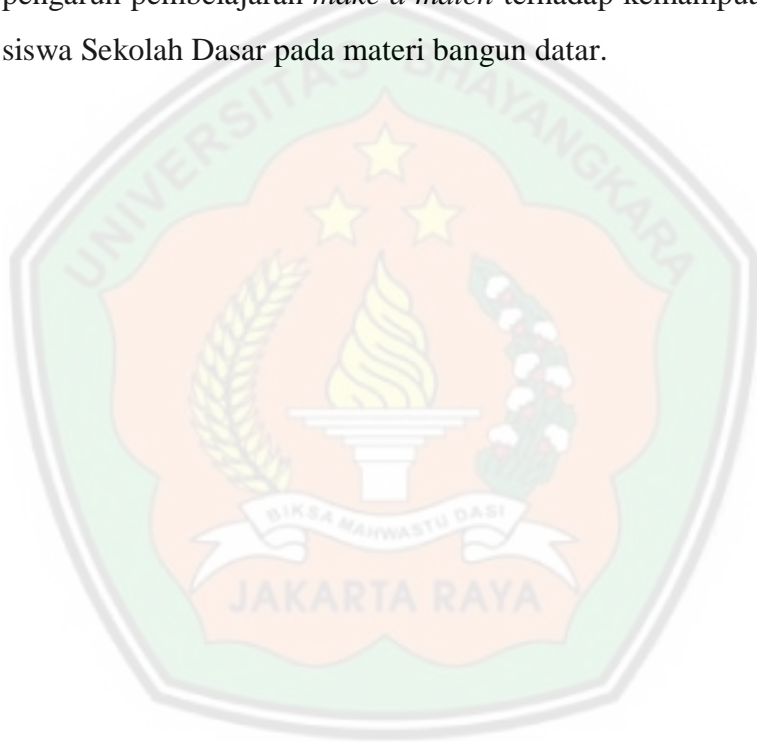 pengaruh pembelajaran make a match terhadap
siswa Sekolah Dasar pada materi bangun datar.
UNIVERSITAS BHAYANGKARA
BIKSA MAHWASTU DASI
JAKARTA RAYA